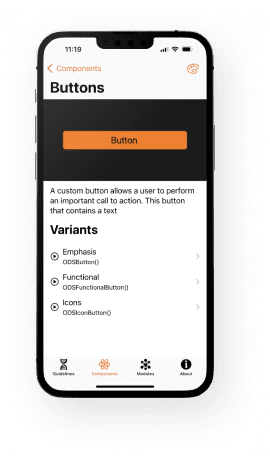 11:19
Components
Buttons
Button
A custom button allows a user to perform
an important call to action. This button
that contains a text
Variants
Emphasis
ODSButton()
Functional
ODSFunctionalButton()
Icons
ODSIconButton()
Guidelines Components Modules About